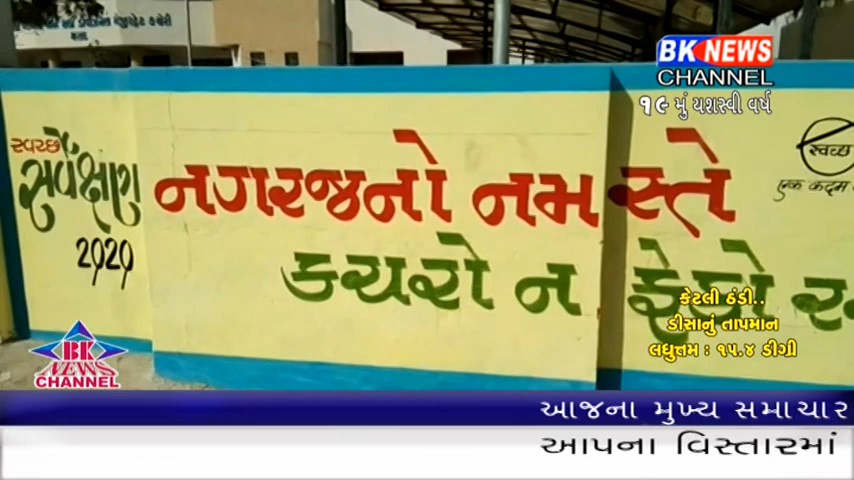 BK NEWS
CHANNEL
૧૯ મું યશસ્વી વર્ષ
સ્વચ્છ
સર્વેક્ષણ
2020
નગરજનો નમસ્તે
કચરો ન ફેંકો
સ્વચ્છ
એક કદમ
કેટલી ઠંડી..
ડીસાનું તાપમાન
લઘુત્તમ : ૧૫.૪ ડીગ્રી
BK
NEWS
CHANNEL
આજના મુખ્ય સમાચાર
આપના વિસ્તારમાં